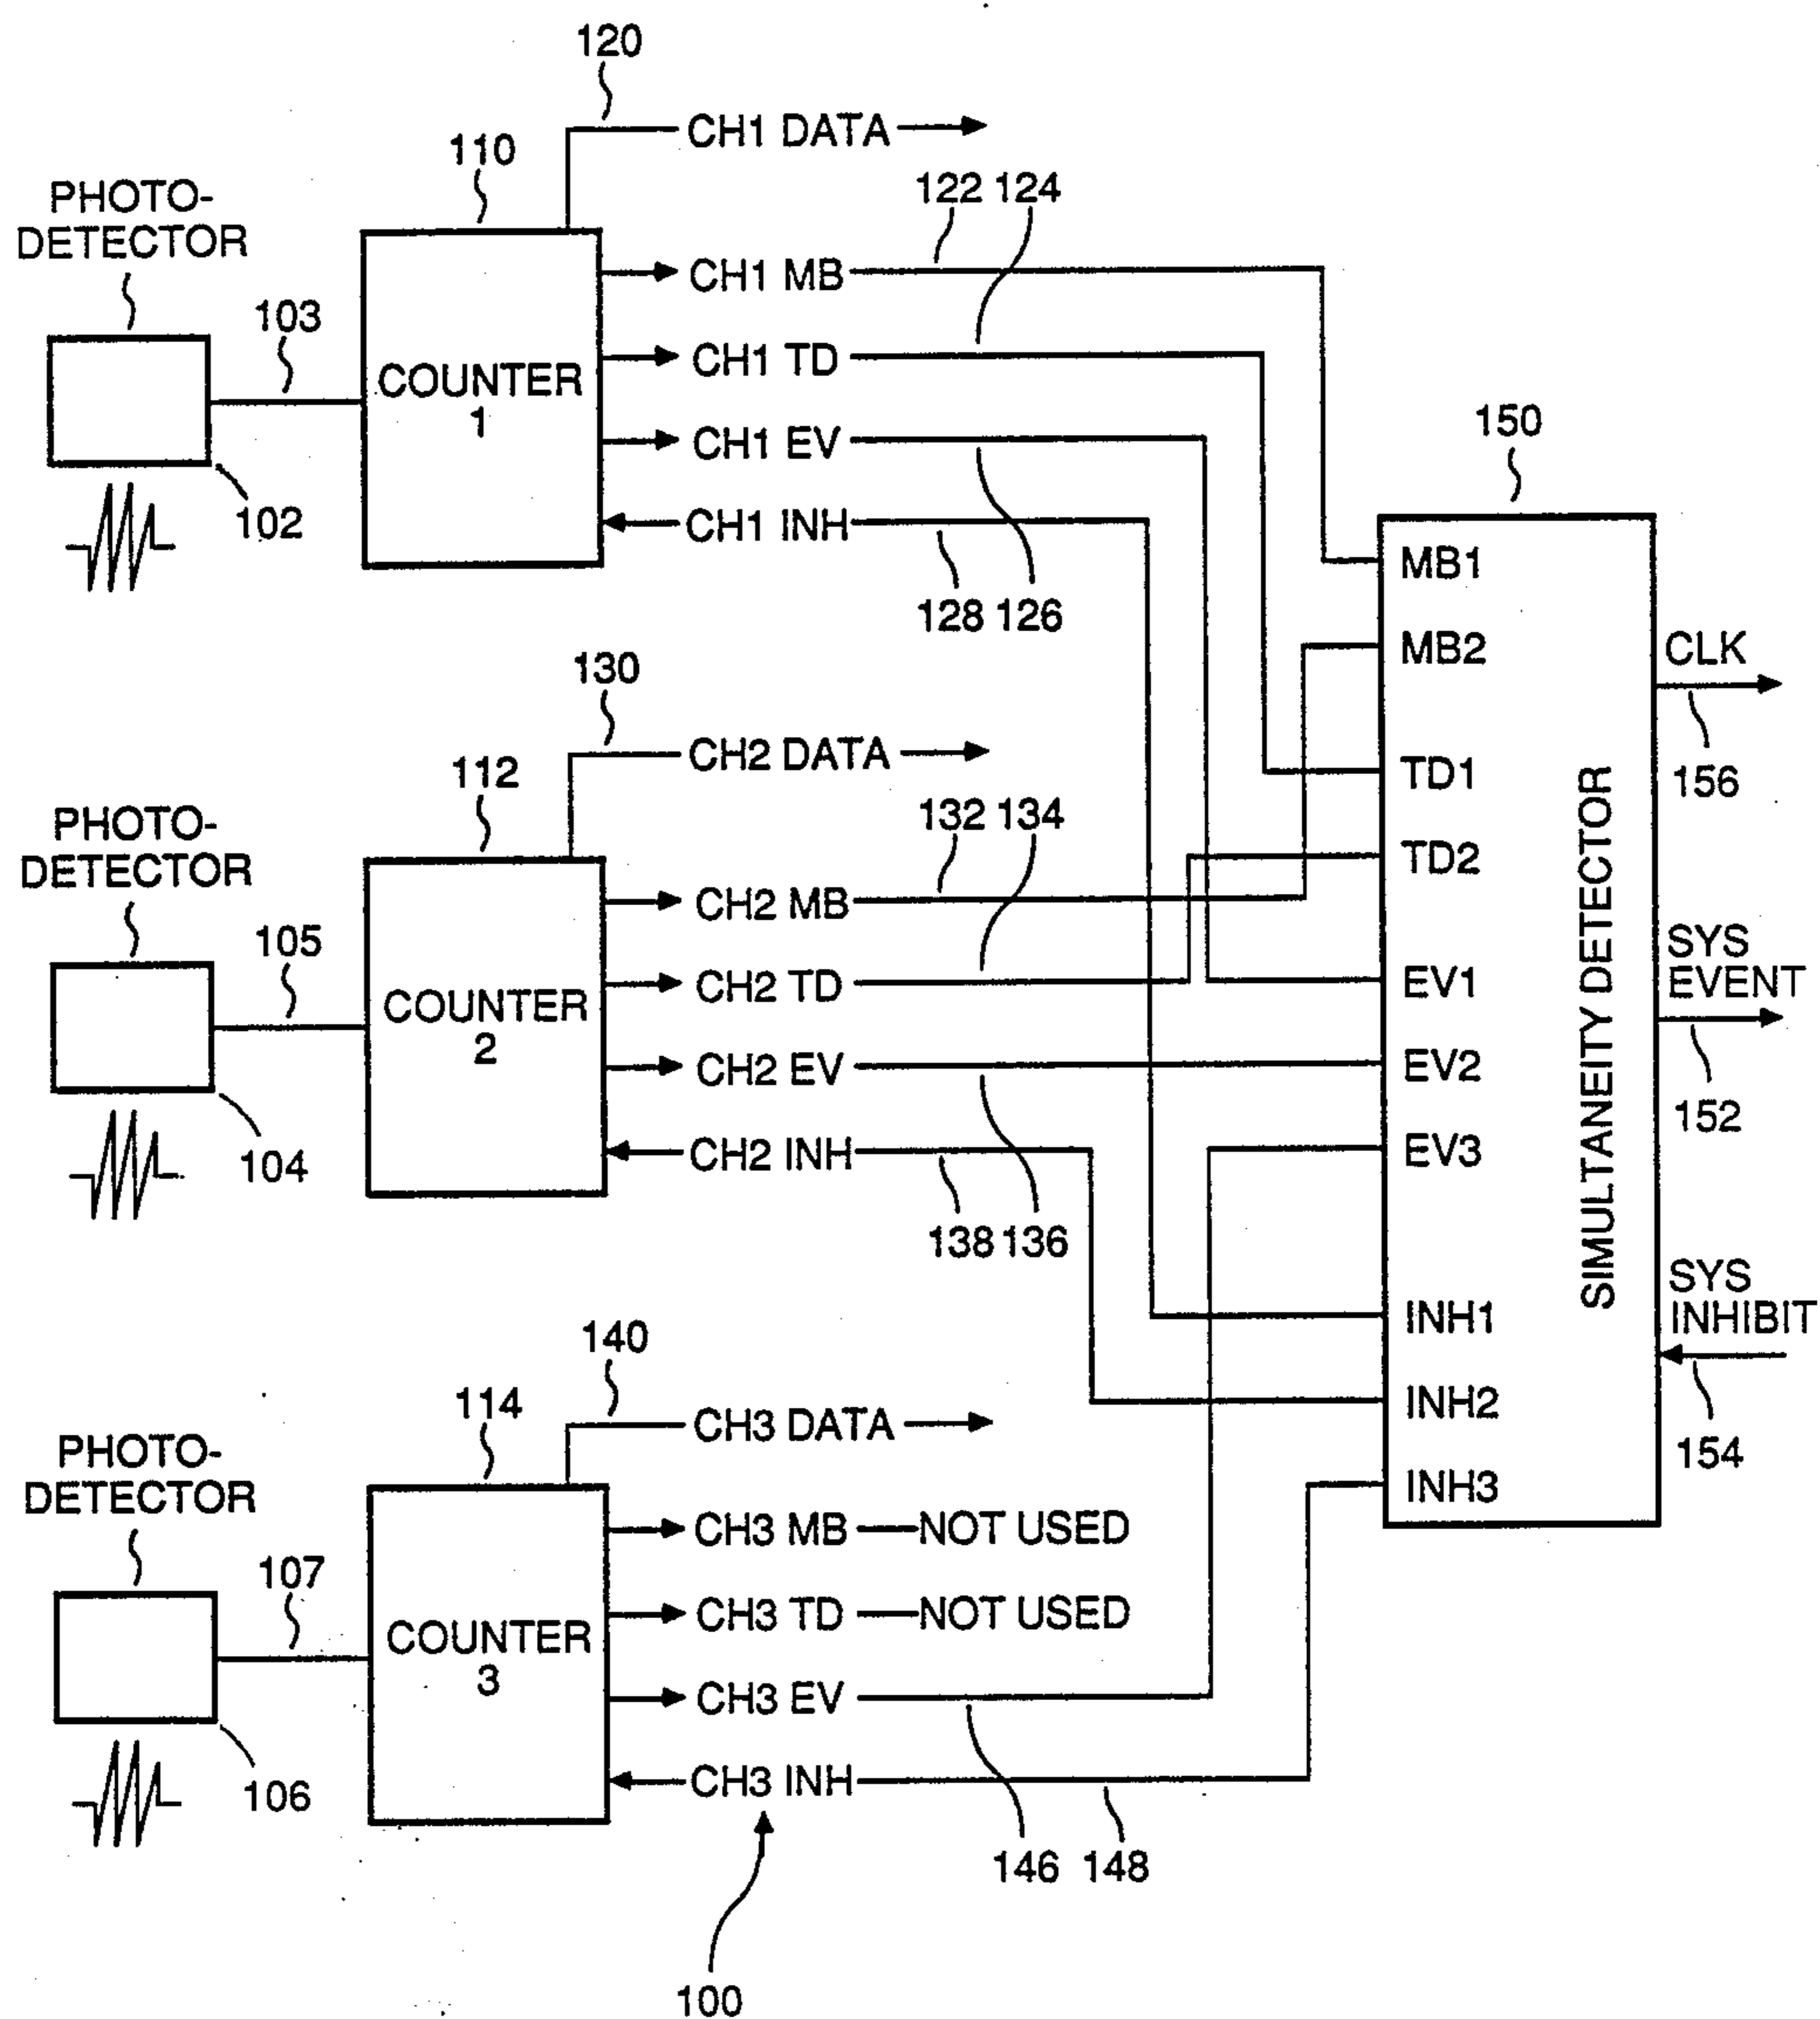 120
CH1 DATA
110
122 124
PHOTO-
DETECTOR
CH1 MB
103
CH1 TD
COUNTER
1
CH1 EV
150
102
CH1 INH
MB1
128 126
MB2
CLK
130
CH2 DATA
112
TD1
156
132 134
PHOTO-
DETECTOR
TD2
CH2 MB
105
SYS
EVENT
CH2 TD
EV1
COUNTER
2
CH2 EV
EV2
152
SIMULTANEITY DETECTOR
104
CH2 INH
EV3
138 136
SYS
INHIBIT
INH1
140
INH2
114
CH3 DATA
154
PHOTO-
DETECTOR
INH3
CH3 MB NOT USED
107
CH3 TD NOT USED
COUNTER
3
CH3 EV
106
CH3 INH
146 148
100